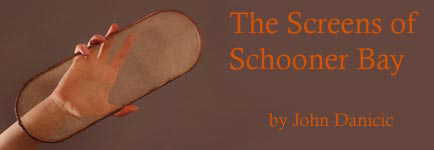 The Screens of
Schooner Bay
by John Danicic